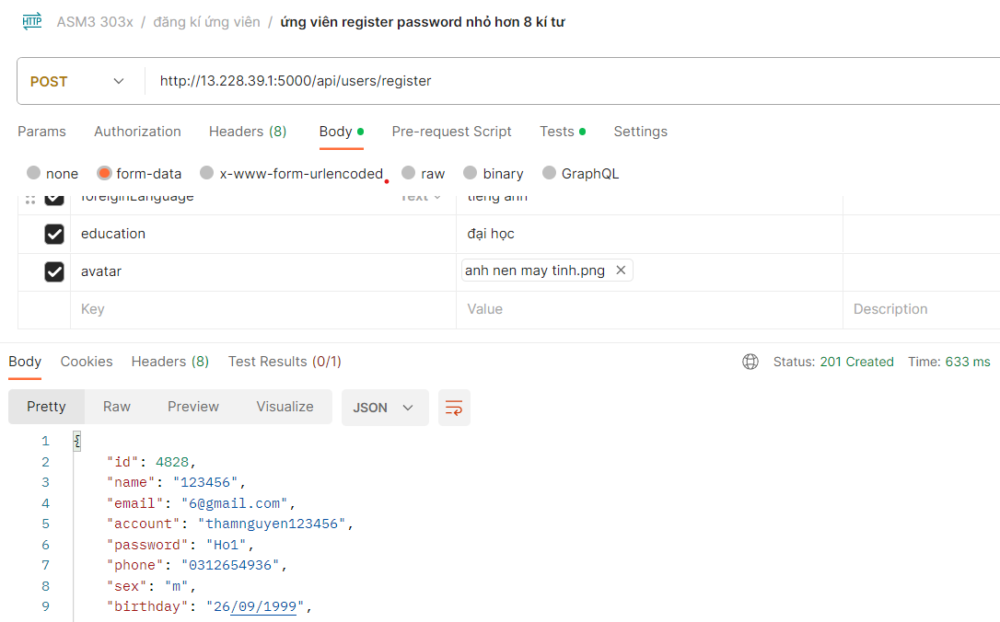 HTTP ASM3 303x / đăng kí ứng viên / ứng viên register password nhỏ hơn 8 kí tư
POST http://13.228.39.1:5000/api/users/register
Params Authorization Headers (8) Body Pre-request Script Tests Settings
none form-data x-www-form-urlencoded raw binary GraphQL
foreiginLanguage Text tiếng anh
education đại học
avatar anh nen may tinh.png
Key Value Description
Body Cookies Headers (8) Test Results (0/1) Status: 201 Created Time: 633 ms
Pretty Raw Preview Visualize JSON
1 {
2 "id": 4828,
3 "name": "123456",
4 "email": "6@gmail.com",
5 "account": "thamnguyen123456",
6 "password": "Ho1",
7 "phone": "0312654936",
8 "sex": "m",
9 "birthday": "26/09/1999",